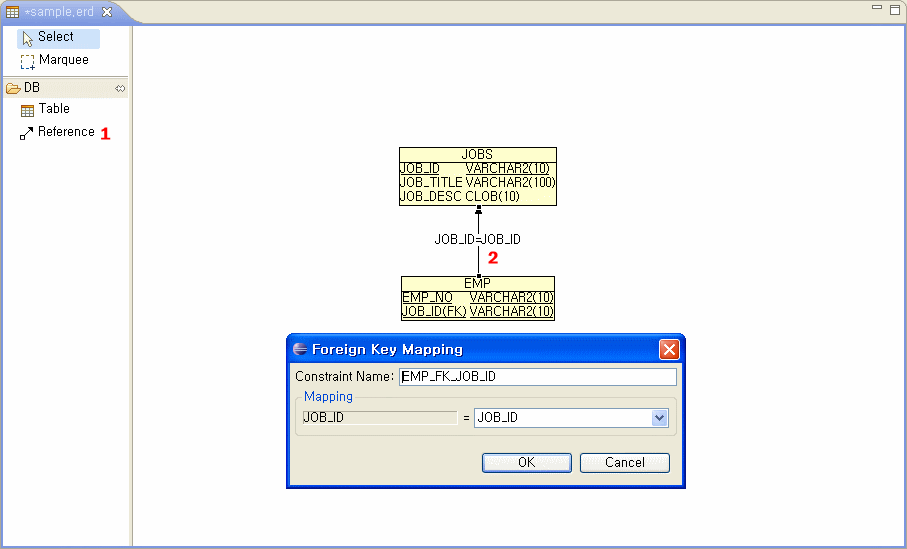 *sample.erd
Select
Marquee
DB
Table
Reference 1
JOBS
JOB_ID VARCHAR2(10)
JOB_TITLE VARCHAR2(100)
JOB_DESC CLOB(10)
JOB_ID=JOB_ID
2
EMP
EMP_NO VARCHAR2(10)
JOB_ID(FK) VARCHAR2(10)
Foreign Key Mapping
Constraint Name: EMP_FK_JOB_ID
Mapping
JOB_ID = JOB_ID
OK Cancel